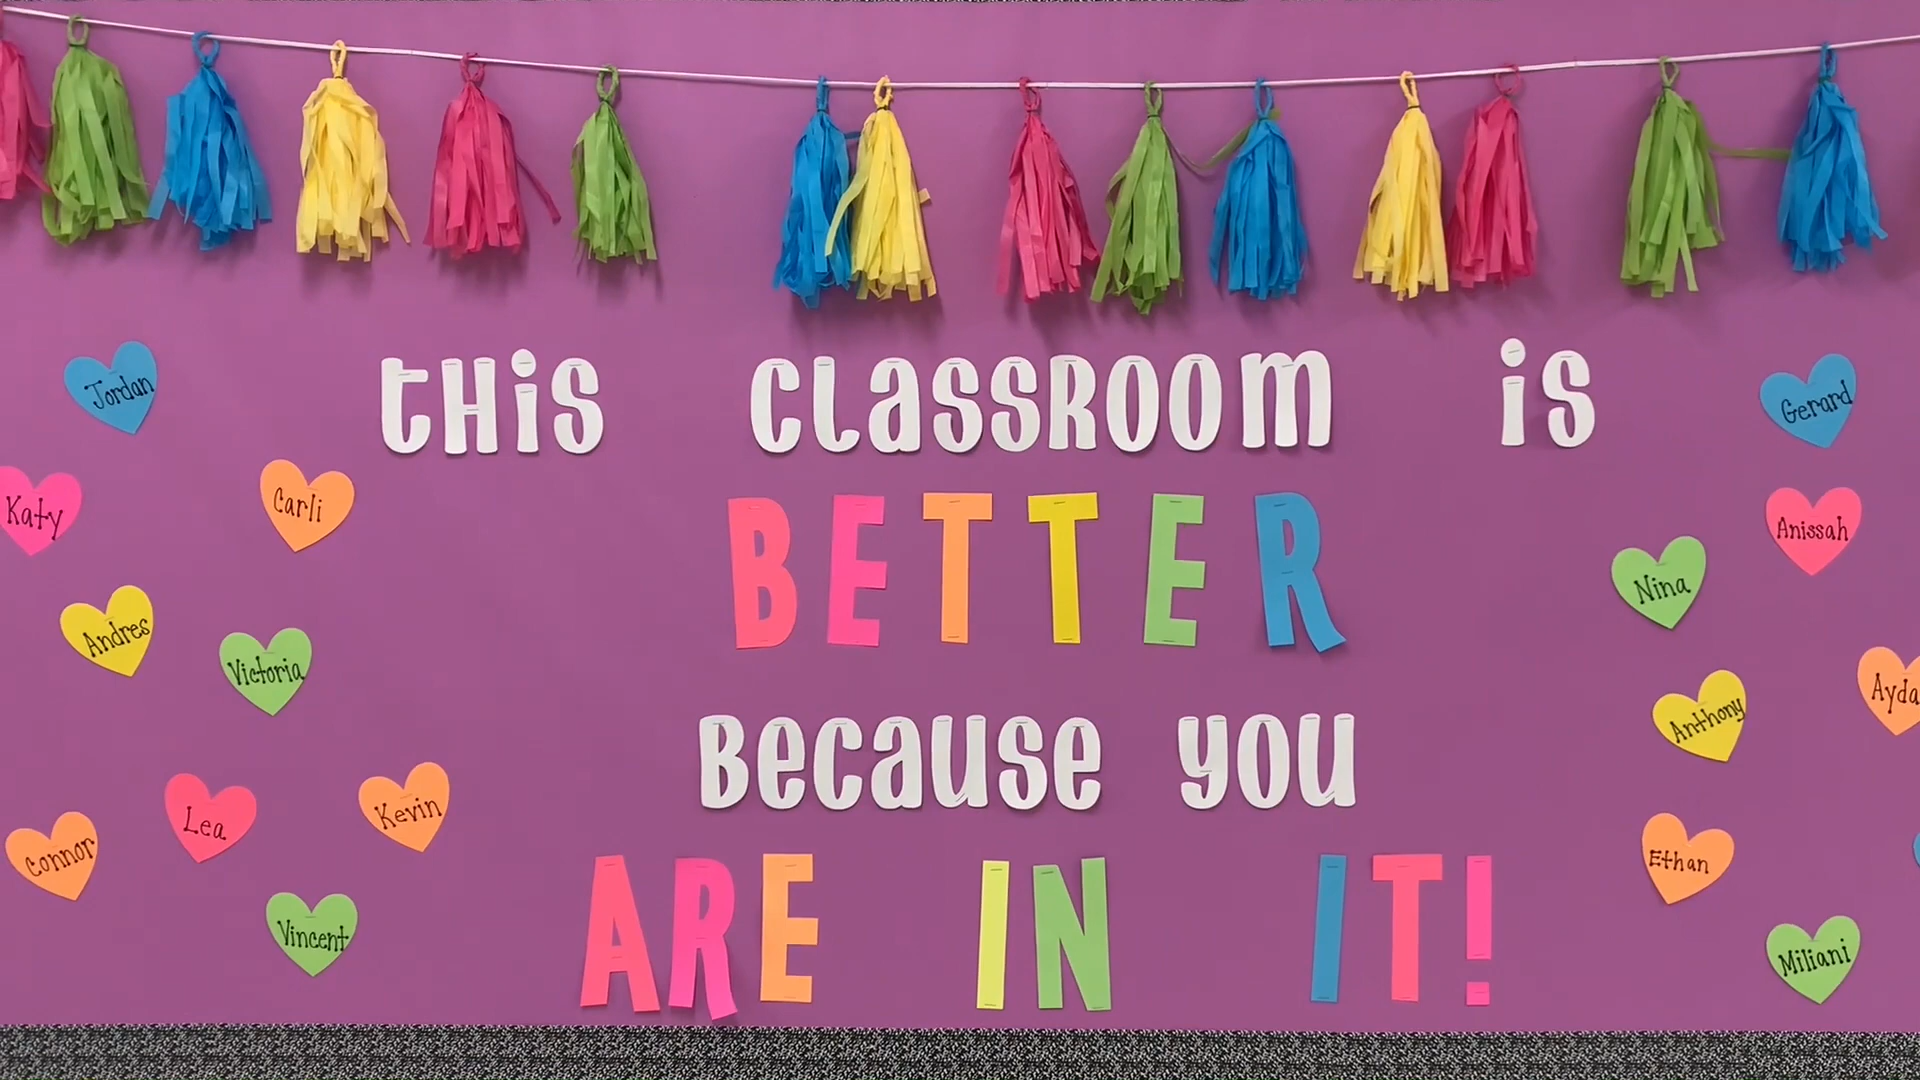 tHis classroom is
BETTER
Because you
ARE IN IT!
Jordan
Katy
Carli
Andres
Victoria
Lea
Kevin
Connor
Vincent
Gerard
Anissah
Nina
Ayda
Anthony
Ethan
Miliani